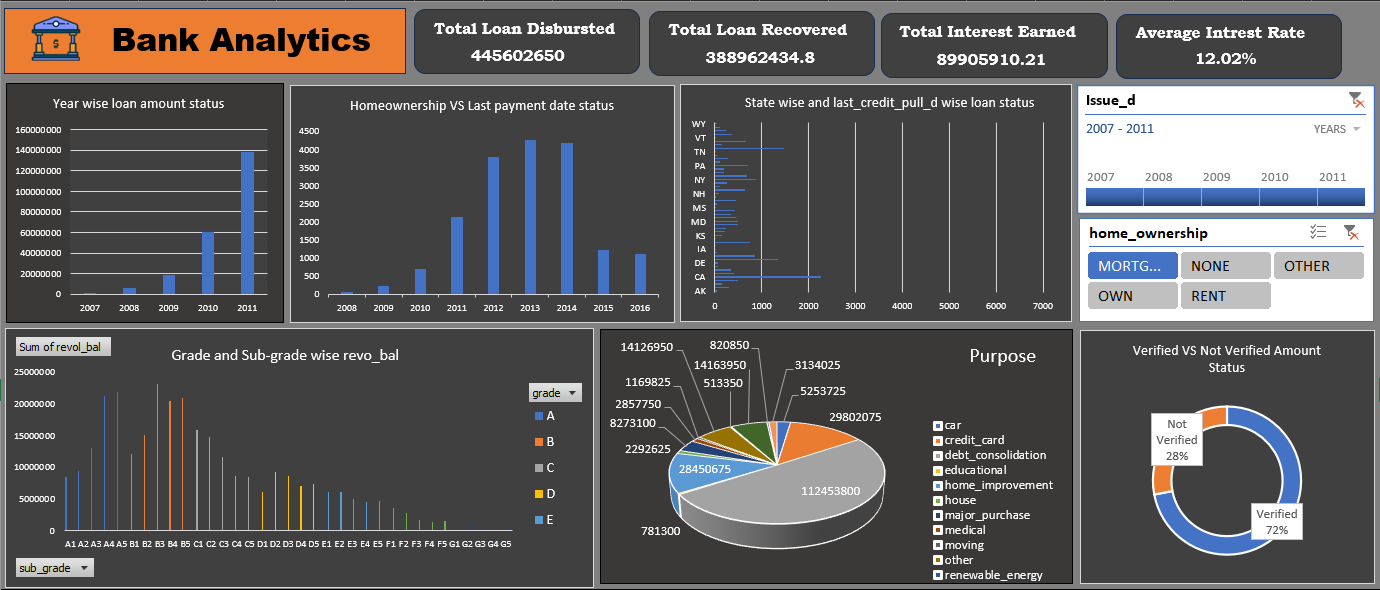 Bank Analytics
Total Loan Disbursted
445602650
Total Loan Recovered
388962434.8
Total Interest Earned
89905910.21
Average Intrest Rate
12.02%
Year wise loan amount status
160000000
140000000
120000000
100000000
80000000
60000000
40000000
20000000
0
2007 2008 2009 2010 2011
Homeownership VS Last payment date status
4500
4000
3500
3000
2500
2000
1500
1000
500
0
2008 2009 2010 2011 2012 2013 2014 2015 2016
State wise and last_credit_pull_d wise loan status
WY
VT
TN
PA
NY
NH
MS
MD
KS
IA
DE
CA
AK
0 1000 2000 3000 4000 5000 6000 7000
Issue_d
2007 - 2011 YEARS
2007 2008 2009 2010 2011
home_ownership
MORTG... NONE OTHER
OWN RENT
Sum of revol_bal
Grade and Sub-grade wise revo_bal
25000000
20000000
15000000
10000000
5000000
0
A1 A2 A3 A4 A5 B1 B2 B3 B4 B5 C1 C2 C3 C4 C5 D1 D2 D3 D4 D5 E1 E2 E3 E4 E5 F1 F2 F3 F4 F5 G1 G2 G3 G4 G5
grade
A
B
C
D
E
sub_grade
Purpose
14126950
820850
14163950
3134025
1169825
513350
5253725
2857750
29802075
8273100
2292625
28450675
112453800
781300
car
credit_card
debt_consolidation
educational
home_improvement
house
major_purchase
medical
moving
other
renewable_energy
Verified VS Not Verified Amount
Status
Not
Verified
28%
Verified
72%